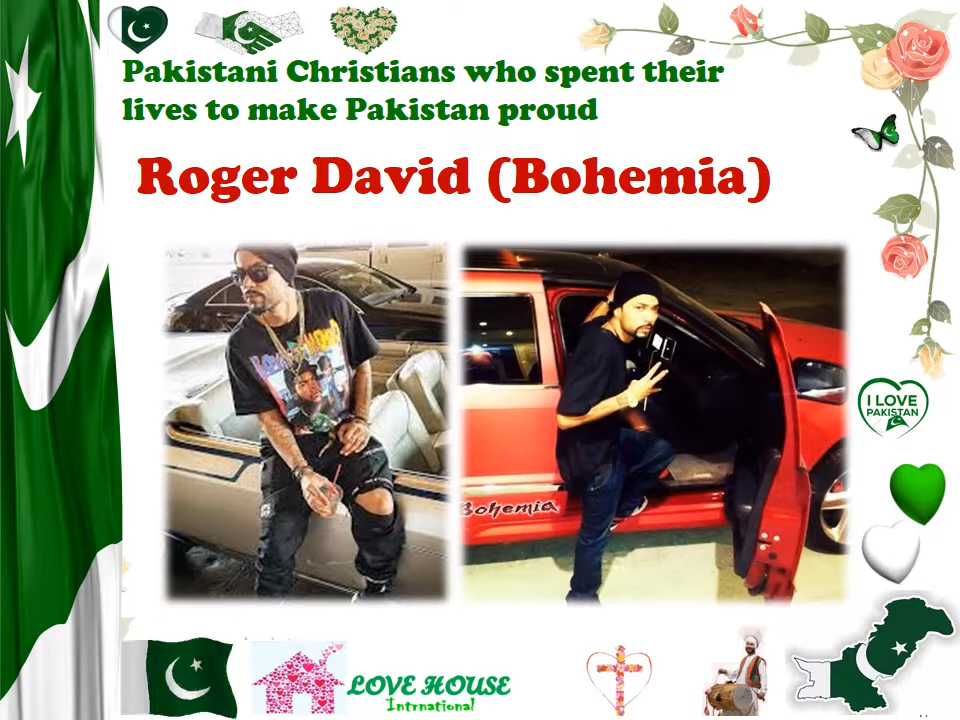 Pakistani Christians who spent their
lives to make Pakistan proud
Roger David (Bohemia)
I LOVE
PAKISTAN
Bohemia
LOVE HOUSE
Intrnational